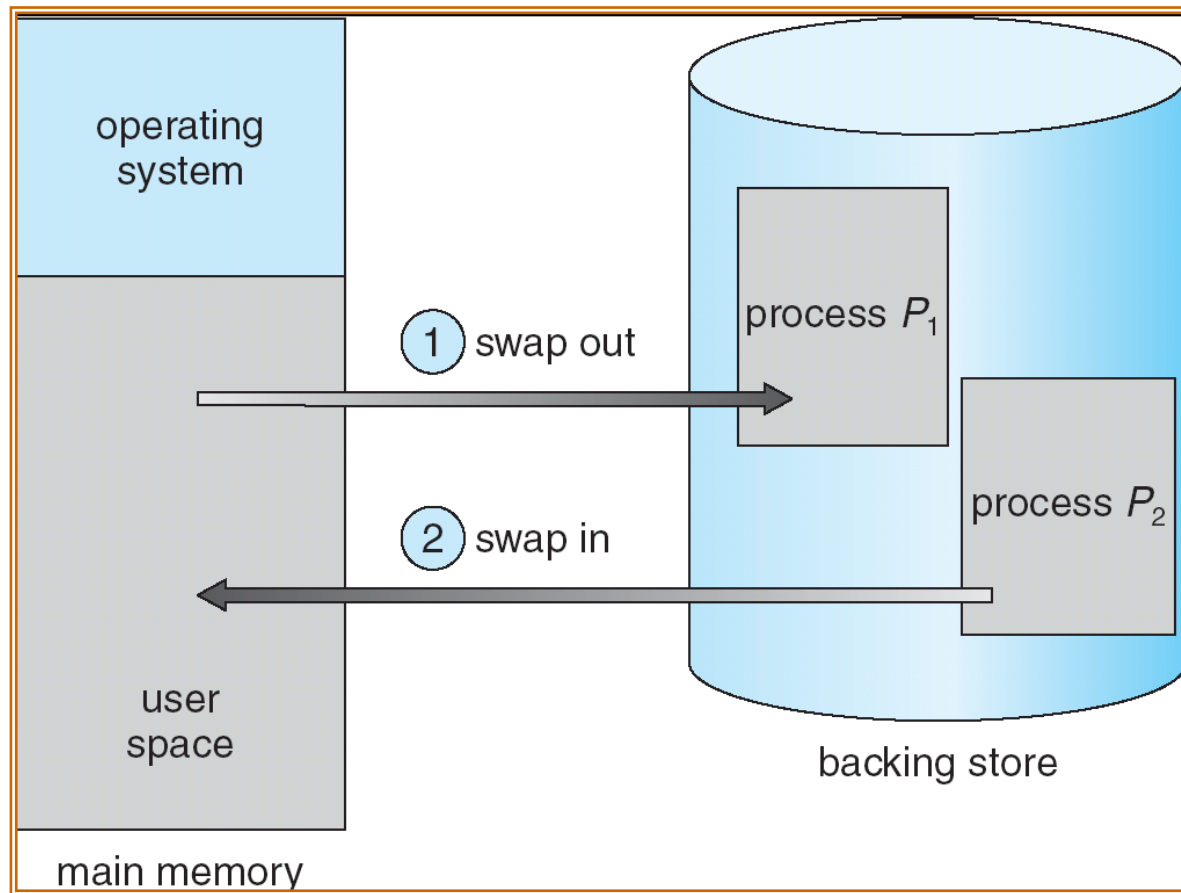 operating
system
process P₁
1 swap out
process P₂
2 swap in
user
space
backing store
main memory